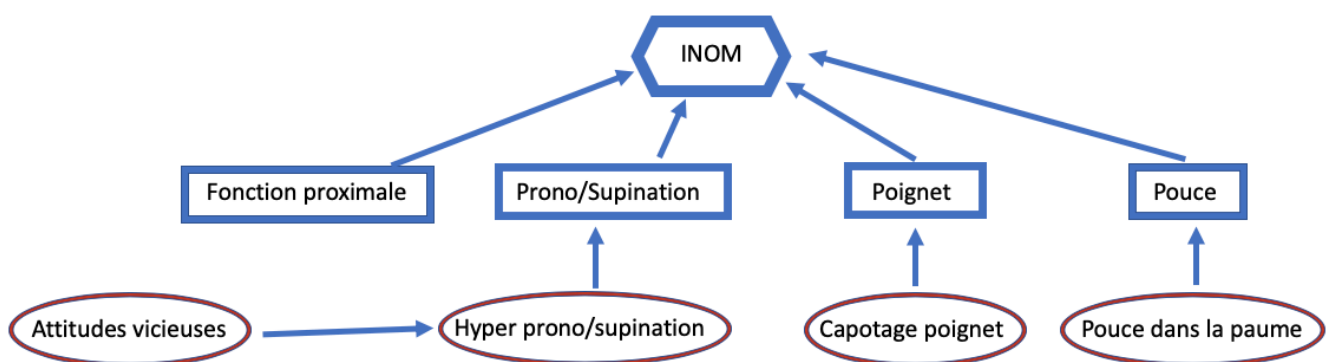 INOM
Fonction proximale
Prono/Supination
Poignet
Pouce
Attitudes vicieuses
Hyper prono/supination
Capotage poignet
Pouce dans la paume